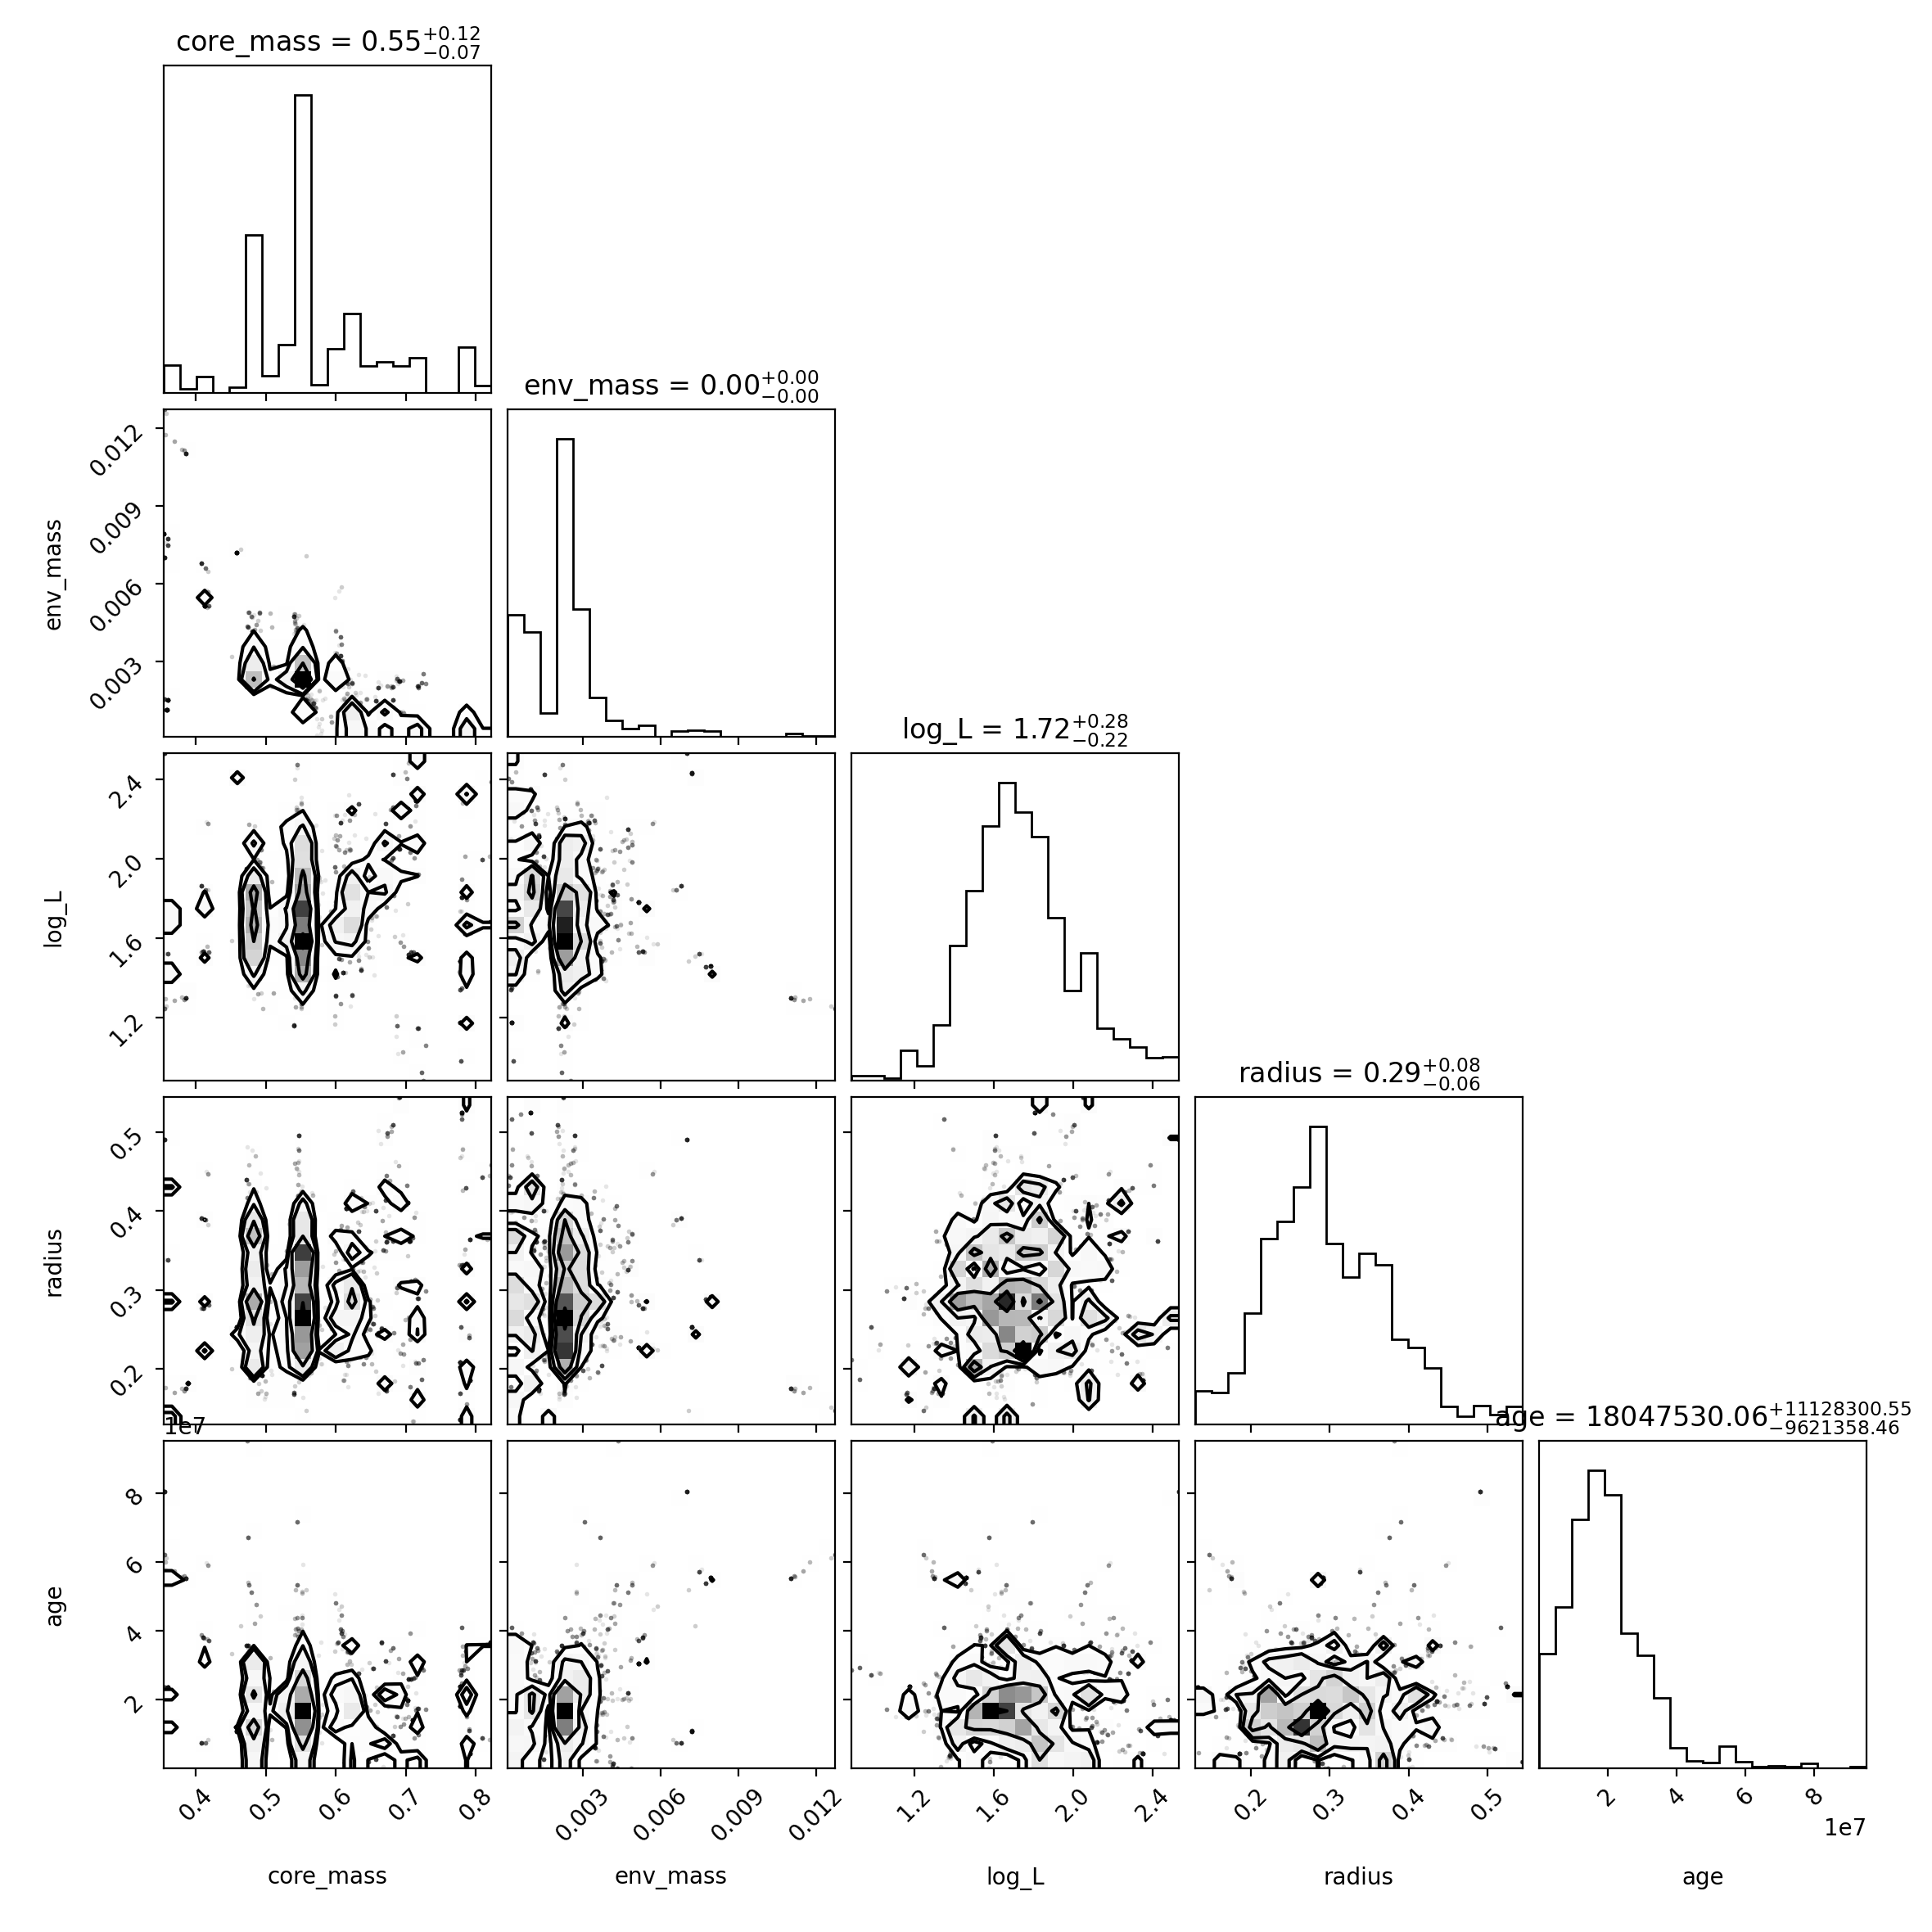 core_mass = 0.55+0.12−0.07
env_mass = 0.00+0.00−0.00
env_mass
0.012
0.009
0.006
0.003
log_L = 1.72+0.28−0.22
log_L
2.4
2.0
1.6
1.2
radius = 0.29+0.08−0.06
radius
0.5
0.4
0.3
0.2
1e7
age = 18047530.06+11128300.55−9621358.46
age
8
6
4
2
0.4 0.5 0.6 0.7 0.8
0.003 0.006 0.009 0.012
1.2 1.6 2.0 2.4
0.2 0.3 0.4 0.5
2 4 6 8
1e7
core_mass env_mass log_L radius age